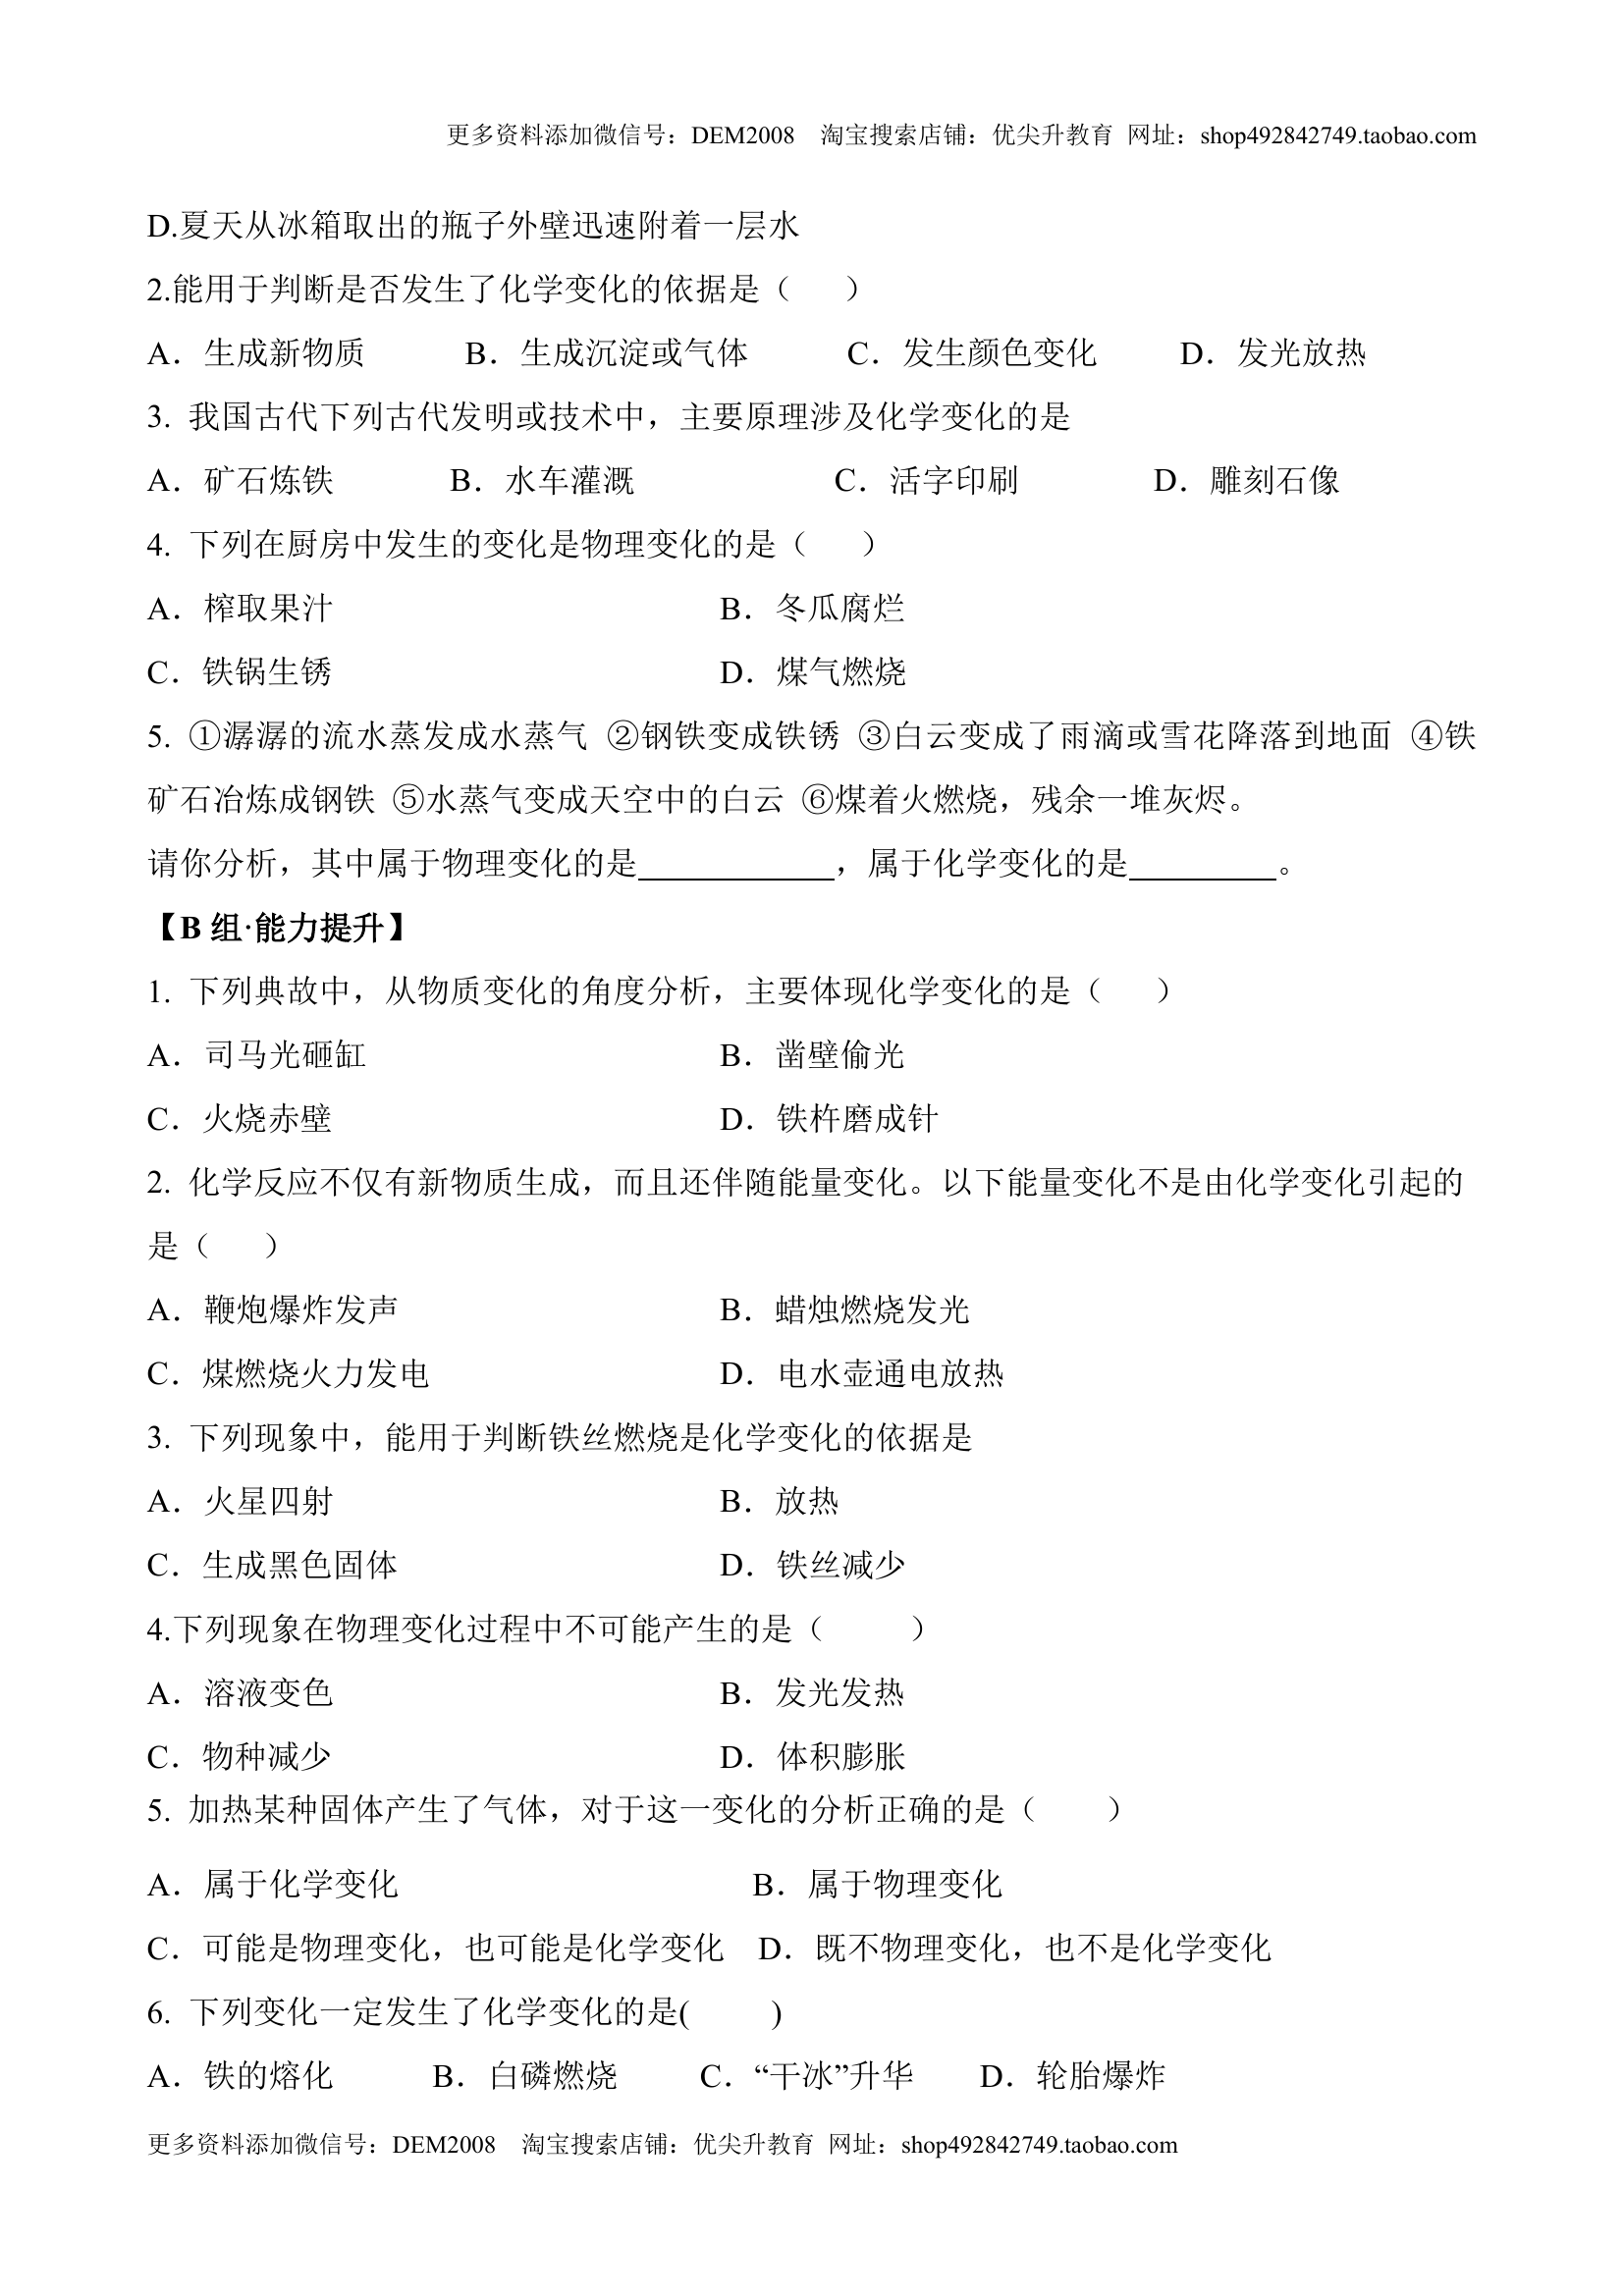 更多资料添加微信号：DEM2008 淘宝搜索店铺：优尖升教育 网址：shop492842749.taobao.com
D.夏天从冰箱取出的瓶子外壁迅速附着一层水
2.能用于判断是否发生了化学变化的依据是（ ）
A．生成新物质 B．生成沉淀或气体 C．发生颜色变化 D．发光放热
3. 我国古代下列古代发明或技术中，主要原理涉及化学变化的是
A．矿石炼铁 B．水车灌溉 C．活字印刷 D．雕刻石像
4. 下列在厨房中发生的变化是物理变化的是（ ）
A．榨取果汁 B．冬瓜腐烂
C．铁锅生锈 D．煤气燃烧
5. ①潺潺的流水蒸发成水蒸气 ②钢铁变成铁锈 ③白云变成了雨滴或雪花降落到地面 ④铁
矿石冶炼成钢铁 ⑤水蒸气变成天空中的白云 ⑥煤着火燃烧，残余一堆灰烬。
请你分析，其中属于物理变化的是____________，属于化学变化的是_________。
【B 组·能力提升】
1. 下列典故中，从物质变化的角度分析，主要体现化学变化的是（ ）
A．司马光砸缸 B．凿壁偷光
C．火烧赤壁 D．铁杵磨成针
2. 化学反应不仅有新物质生成，而且还伴随能量变化。以下能量变化不是由化学变化引起的
是（ ）
A．鞭炮爆炸发声 B．蜡烛燃烧发光
C．煤燃烧火力发电 D．电水壶通电放热
3. 下列现象中，能用于判断铁丝燃烧是化学变化的依据是
A．火星四射 B．放热
C．生成黑色固体 D．铁丝减少
4.下列现象在物理变化过程中不可能产生的是（ ）
A．溶液变色 B．发光发热
C．物种减少 D．体积膨胀
5. 加热某种固体产生了气体，对于这一变化的分析正确的是（ ）
A．属于化学变化 B．属于物理变化
C．可能是物理变化，也可能是化学变化 D．既不物理变化，也不是化学变化
6. 下列变化一定发生了化学变化的是( )
A．铁的熔化 B．白磷燃烧 C．“干冰”升华 D．轮胎爆炸
更多资料添加微信号：DEM2008 淘宝搜索店铺：优尖升教育 网址：shop492842749.taobao.com